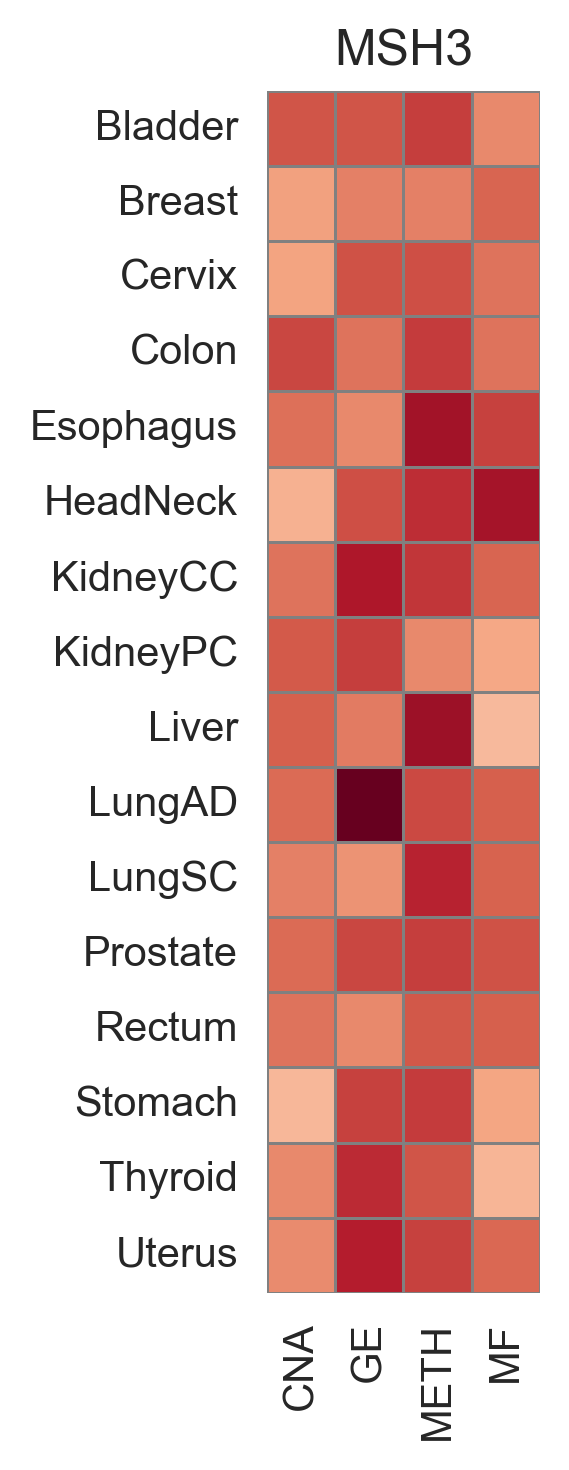 MSH3
Bladder
Breast
Cervix
Colon
Esophagus
HeadNeck
KidneyCC
KidneyPC
Liver
LungAD
LungSC
Prostate
Rectum
Stomach
Thyroid
Uterus
CNA
GE
METH
MF